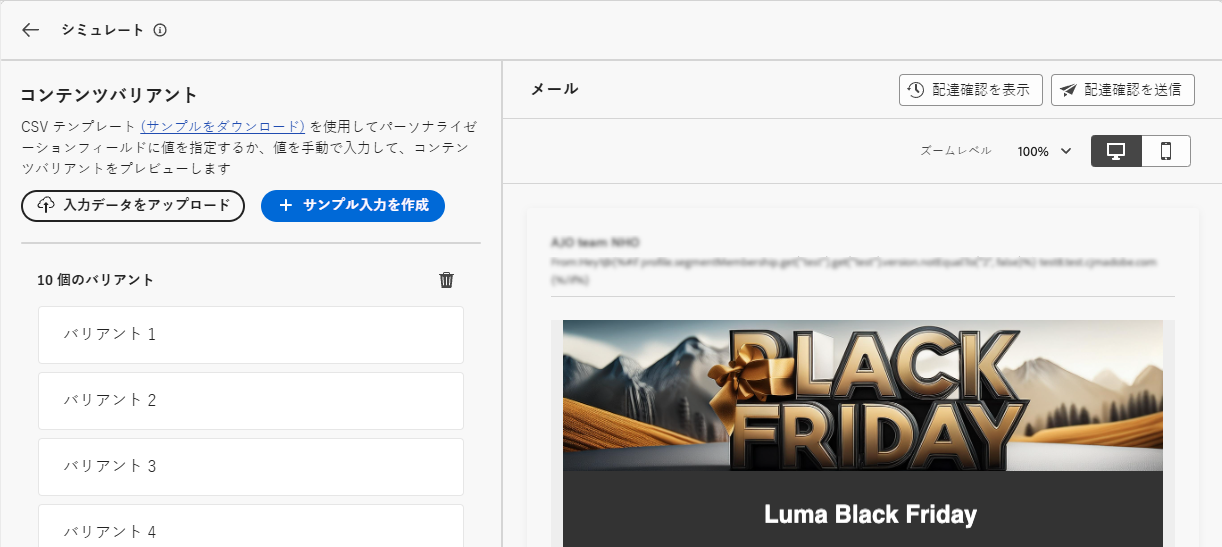 シミュレート
コンテンツバリアント
CSV テンプレート (サンプルをダウンロード) を使用してパーソナライゼ
ーションフィールドに値を指定するか、値を手動で入力して、コンテン
ツバリアントをプレビューします
入力データをアップロード
サンプル入力を作成
10 個のバリアント
バリアント 1
バリアント 2
バリアント 3
バリアント 4
メール
配達確認を表示
配達確認を送信
ズームレベル
100%
AJO team NHO
BLACK
FRIDAY
Luma Black Friday